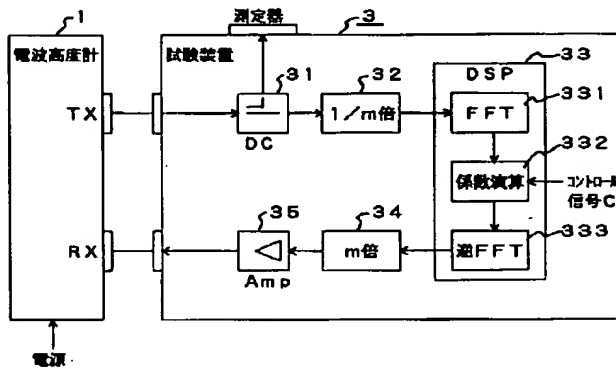 測定器
1
3
電波高度計
試験装置
33
31
32
DSP
331
TX
1/m倍
FFT
DC
332
係数演算
コントロール
信号C
35
34
333
RX
m倍
逆FFT
Amp
電源